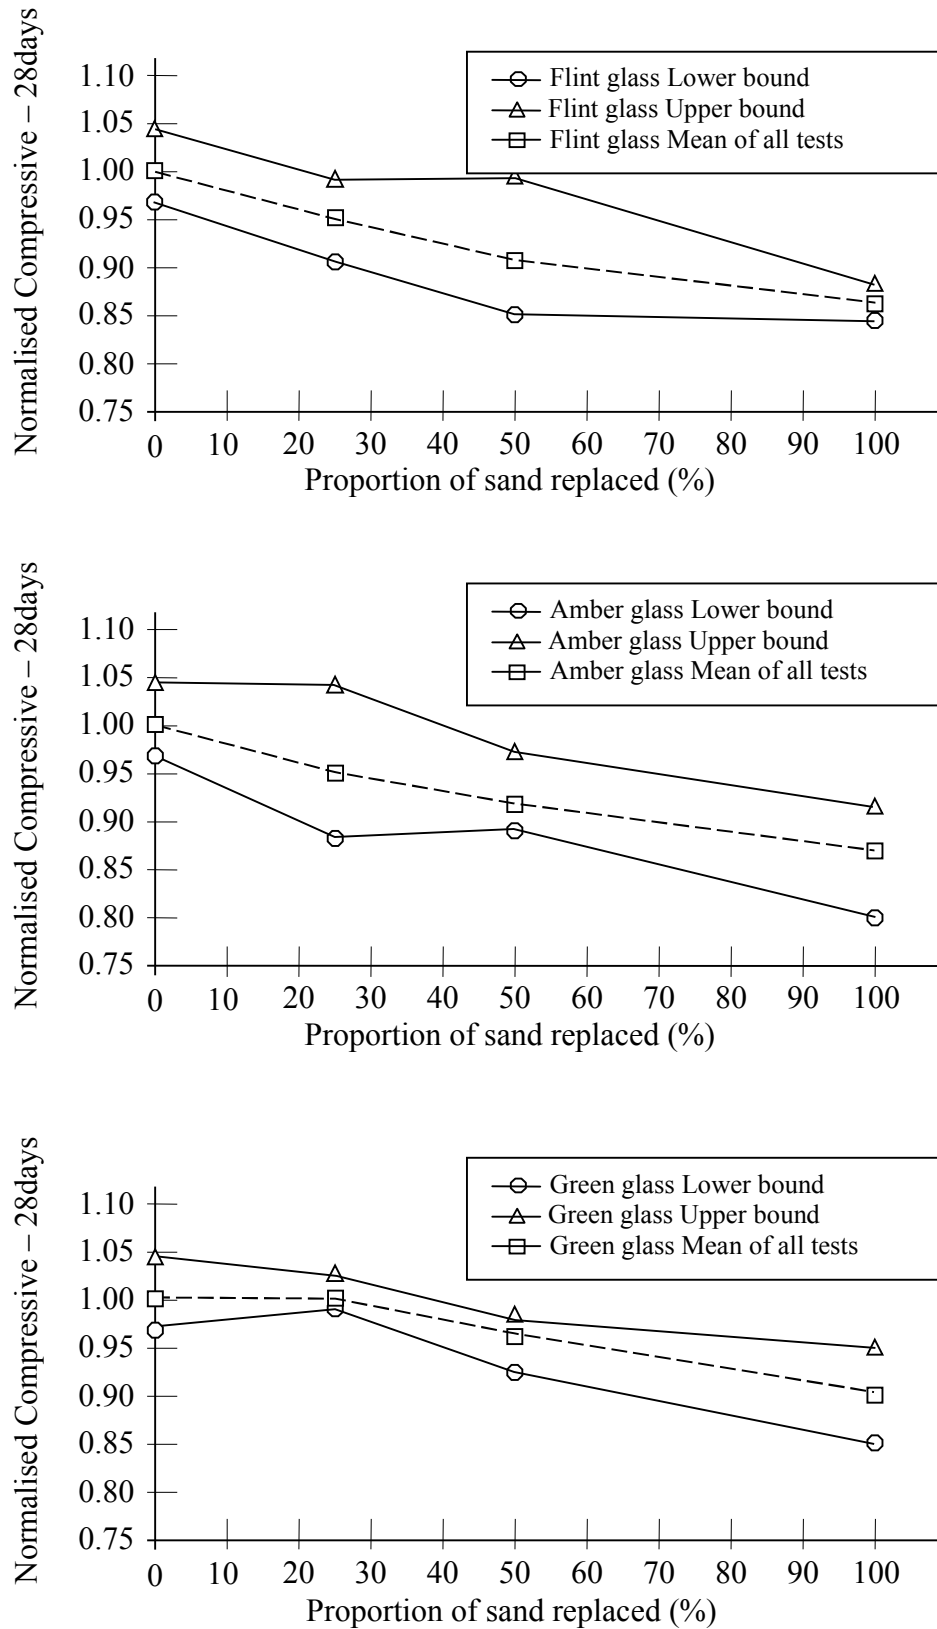 Normalised Compressive – 28days
Flint glass Lower bound
Flint glass Upper bound
Flint glass Mean of all tests
1.10
1.05
1.00
0.95
0.90
0.85
0.80
0.75
0 10 20 30 40 50 60 70 80 90 100
Proportion of sand replaced (%)
Normalised Compressive – 28days
Amber glass Lower bound
Amber glass Upper bound
Amber glass Mean of all tests
1.10
1.05
1.00
0.95
0.90
0.85
0.80
0.75
0 10 20 30 40 50 60 70 80 90 100
Proportion of sand replaced (%)
Normalised Compressive – 28days
Green glass Lower bound
Green glass Upper bound
Green glass Mean of all tests
1.10
1.05
1.00
0.95
0.90
0.85
0.80
0.75
0 10 20 30 40 50 60 70 80 90 100
Proportion of sand replaced (%)